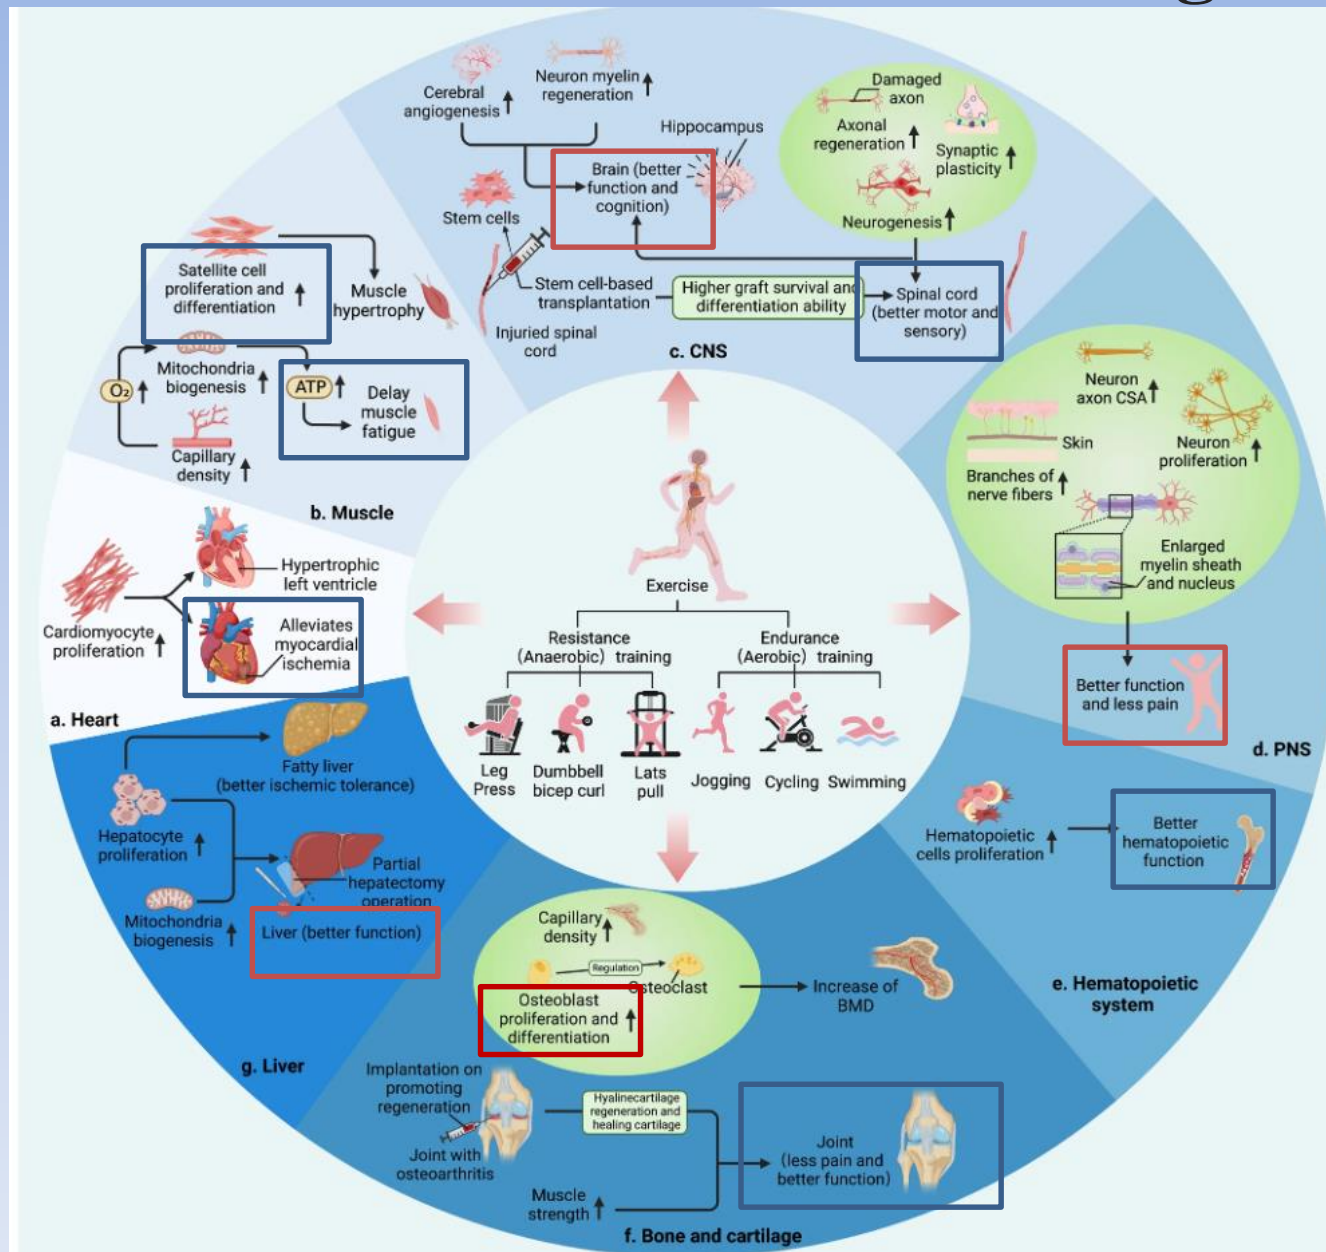 Cerebral
angiogenesis
Neuron myelin
regeneration
Hippocampus
Brain (better
function and
cognition)
Stem cells
Stem cell-based
transplantation
Injuried spinal
cord
Higher graft survival and
differentiation ability
Damaged
axon
Axonal
regeneration
Synaptic
plasticity
Neurogenesis
Spinal cord
(better motor and
sensory)
c. CNS
Satellite cell
proliferation and
differentiation
Muscle
hypertrophy
Mitochondria
biogenesis
O₂
ATP
Delay
muscle
fatigue
Capillary
density
b. Muscle
Neuron
axon CSA
Skin
Neuron
proliferation
Branches of
nerve fibers
Enlarged
myelin sheath
and nucleus
Better function
and less pain
d. PNS
Hypertrophic
left ventricle
Cardiomyocyte
proliferation
Alleviates
myocardial
ischemia
a. Heart
Exercise
Resistance
(Anaerobic) training
Endurance
(Aerobic) training
Leg
Press
Dumbbell
bicep curl
Lats
pull
Jogging
Cycling
Swimming
Fatty liver
(better ischemic tolerance)
Hepatocyte
proliferation
Partial
hepatectomy
operation
Mitochondria
biogenesis
Liver (better function)
g. Liver
Hematopoietic
cells proliferation
Better
hematopoietic
function
e. Hematopoietic
system
Capillary
density
Regulation
Osteoclast
Osteoblast
proliferation and
differentiation
Increase of
BMD
Implantation on
promoting
regeneration
Joint with
osteoarthritis
Hyalinecartilage
regeneration and
healing cartilage
Joint
(less pain and
better function)
Muscle
strength
f. Bone and cartilage